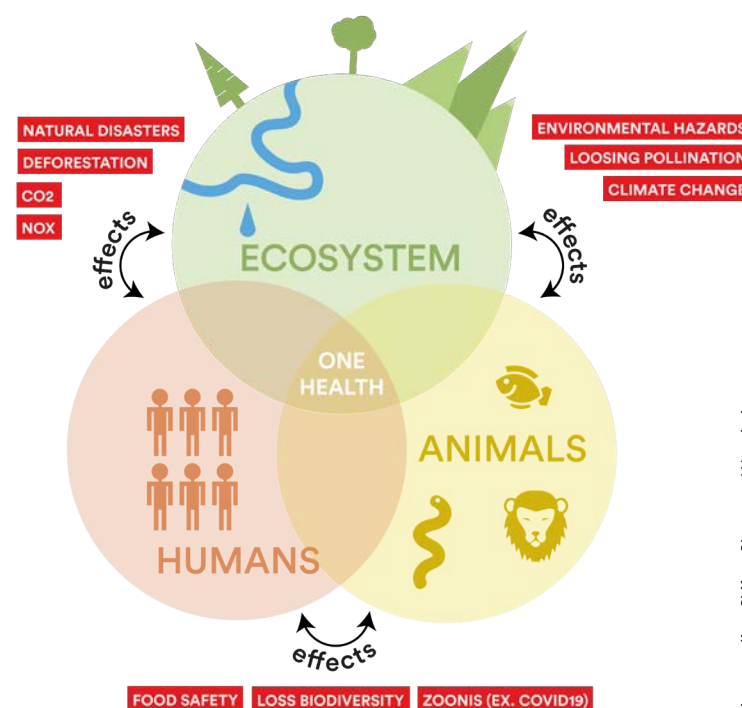 NATURAL DISASTERS
DEFORESTATION
CO2
NOX
ENVIRONMENTAL HAZARDS
LOOSING POLLINATION
CLIMATE CHANGE
effects
effects
ECOSYSTEM
ONE
HEALTH
ANIMALS
HUMANS
effects
FOOD SAFETY
LOSS BIODIVERSITY
ZOONIS (EX. COVID19)